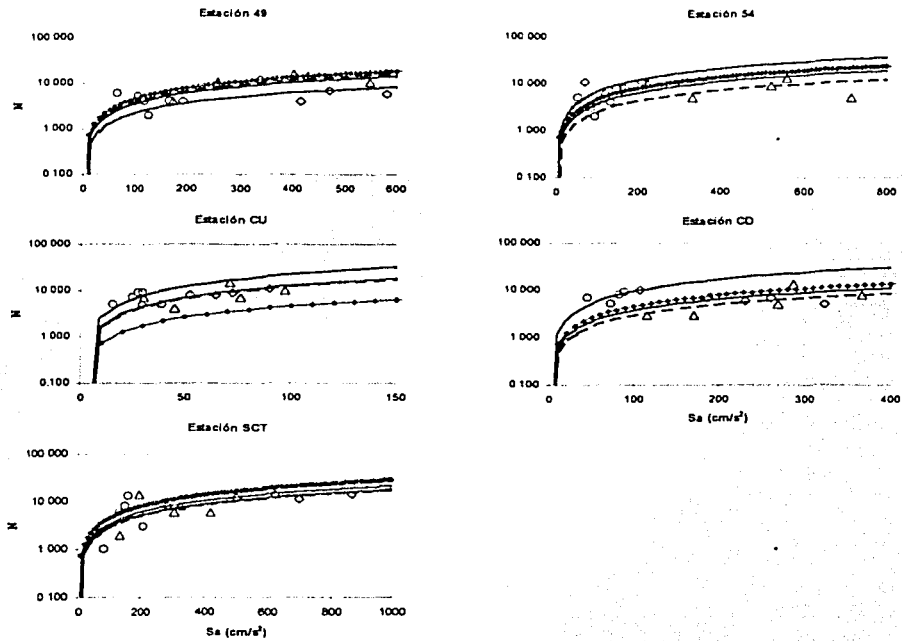 Estación 49
100 000
10 000
1 000
0.100
N
0 100 200 300 400 500 600
Estación 54
100 000
10 000
1 000
0.100
0 200 400 600 800
Estación CU
100 000
10 000
1 000
0 100
N
0 50 100 150
Estación CD
100 000
10 000
1 000
0.100
0 100 200 300 400
Sa (cm/s²)
Estación SCT
100 000
10 000
1 000
0 100
N
0 200 400 600 800 1000
Sa (cm/s²)